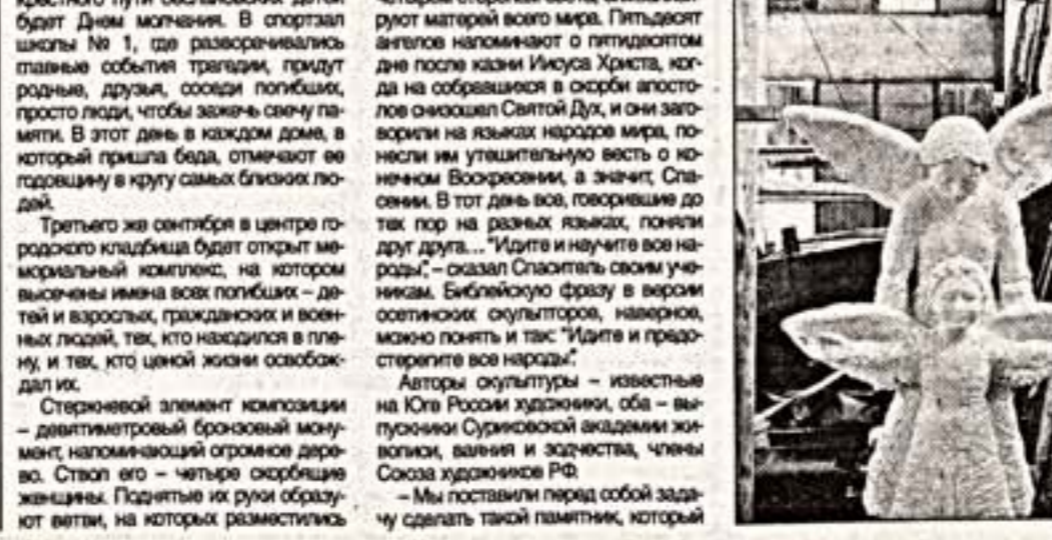 крестного пути бесланских детей
будет Днем молчания. В спортзал
школы № 1, где разворачивались
главные события трагедии, придут
родные, друзья, соседи погибших,
просто люди, чтобы зажечь свечу па-
мяти. В этот день в каждом доме, в
который пришла беда, отмечают ее
годовщину в кругу самых близких лю-
дей.
Третьего же сентября в центре го-
родского кладбища будет открыт ме-
мориальный комплекс, на котором
высечены имена всех погибших – де-
тей и взрослых, гражданских и воен-
ных людей, тех, кто находился в пле-
ну, и тех, кто ценой жизни освобож-
дал их.
Стержневой элемент композиции
– девятиметровый бронзовый мону-
мент, напоминающий огромное дере-
во. Ствол его – четыре скорбящие
женщины. Поднятые их руки образу-
ют ветви, на которых разместились
руют матерей всего мира. Пятьдесят
ангелов напоминают о пятидесятом
дне после казни Иисуса Христа, ког-
да на собравшихся в скорби апосто-
лов снизошел Святой Дух, и они заго-
ворили на языках народов мира, по-
несли им утешительную весть о ко-
нечном Воскресении, а значит, Спа-
сении. В тот день все, говорившие до
тех пор на разных языках, поняли
друг друга... "Идите и научите все на-
роды", – сказал Спаситель своим уче-
никам. Библейскую фразу в версии
осетинских скульпторов, наверное,
можно понять и так: "Идите и предо-
стерегите все народы".
Авторы скульптуры – известные
на Юге России художники, оба – вы-
пускники Суриковской академии жи-
вописи, ваяния и зодчества, члены
Союза художников РФ.
– Мы поставили перед собой зада-
чу сделать такой памятник, который